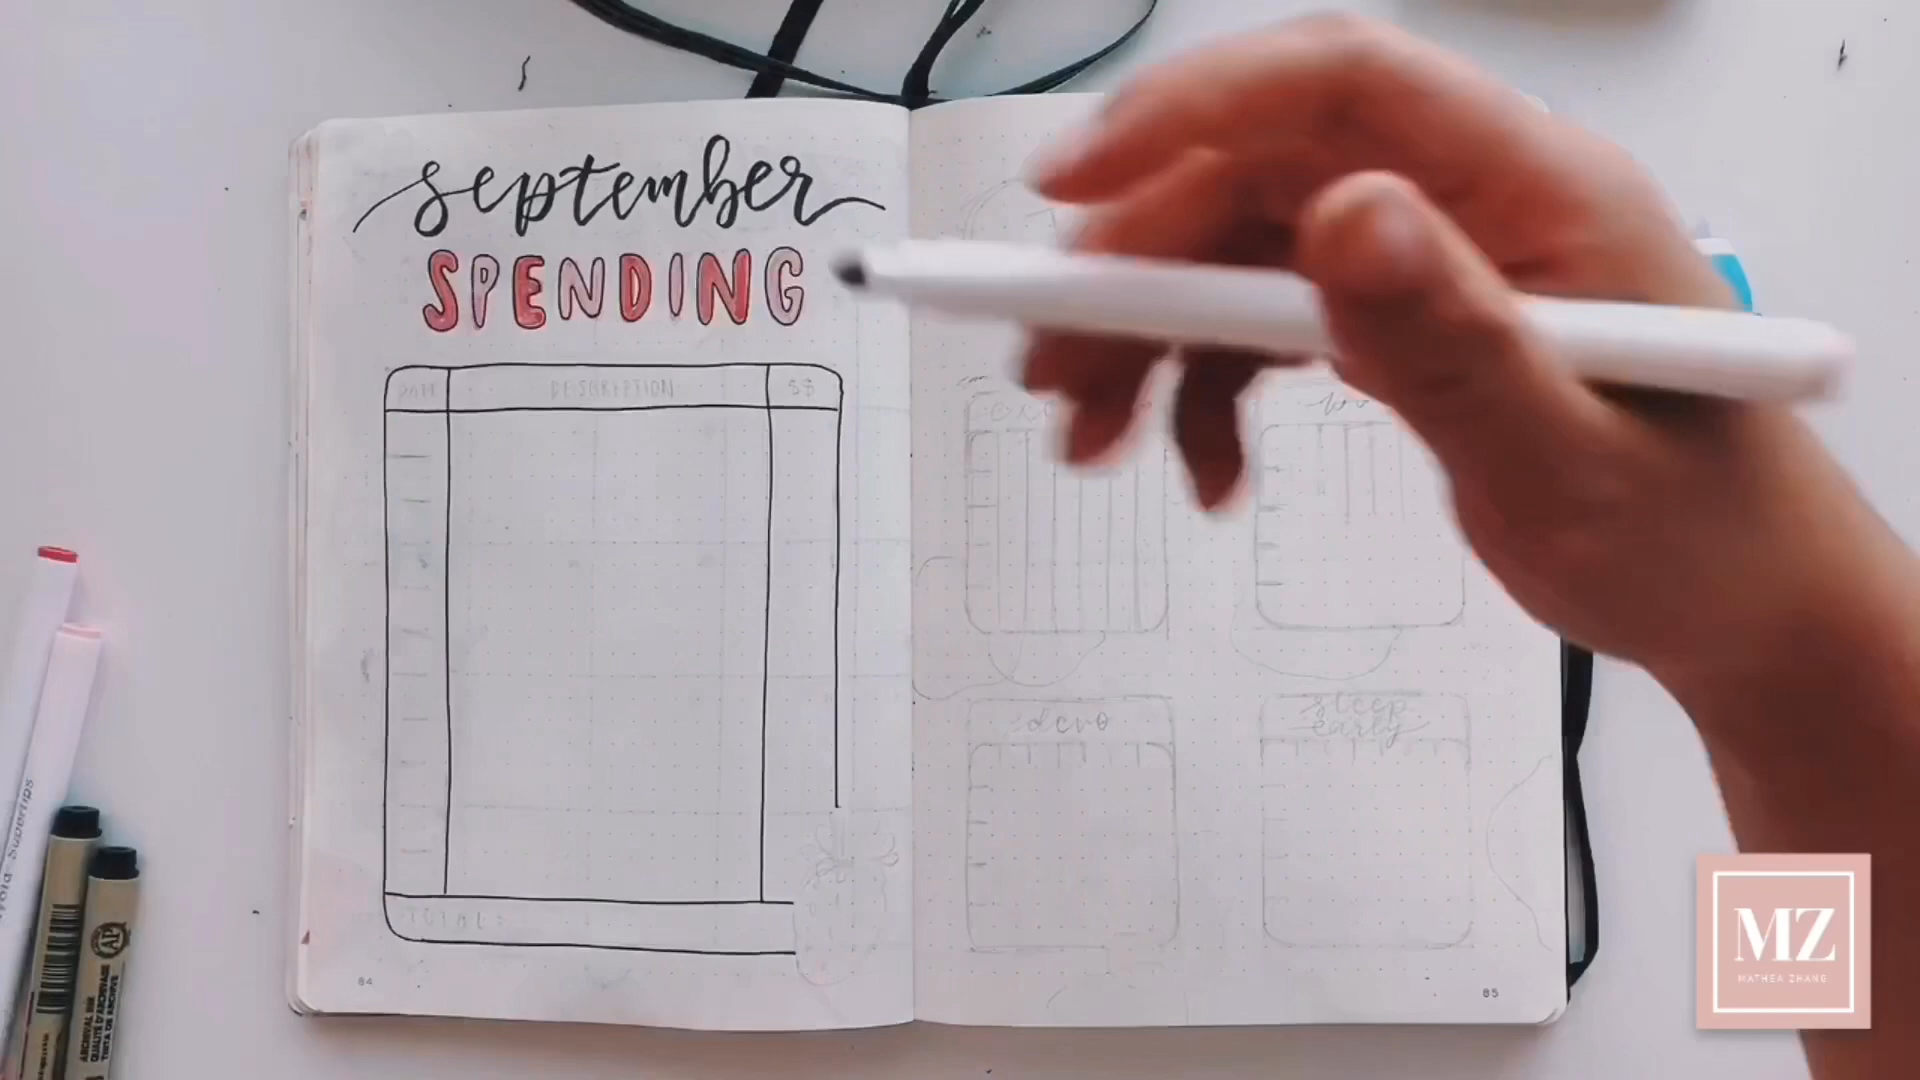 september
SPENDING
DATE DESCRIPTION $$
TOTAL:
84
devo
sleep
early
85
MZ
MATHEA ZHANG